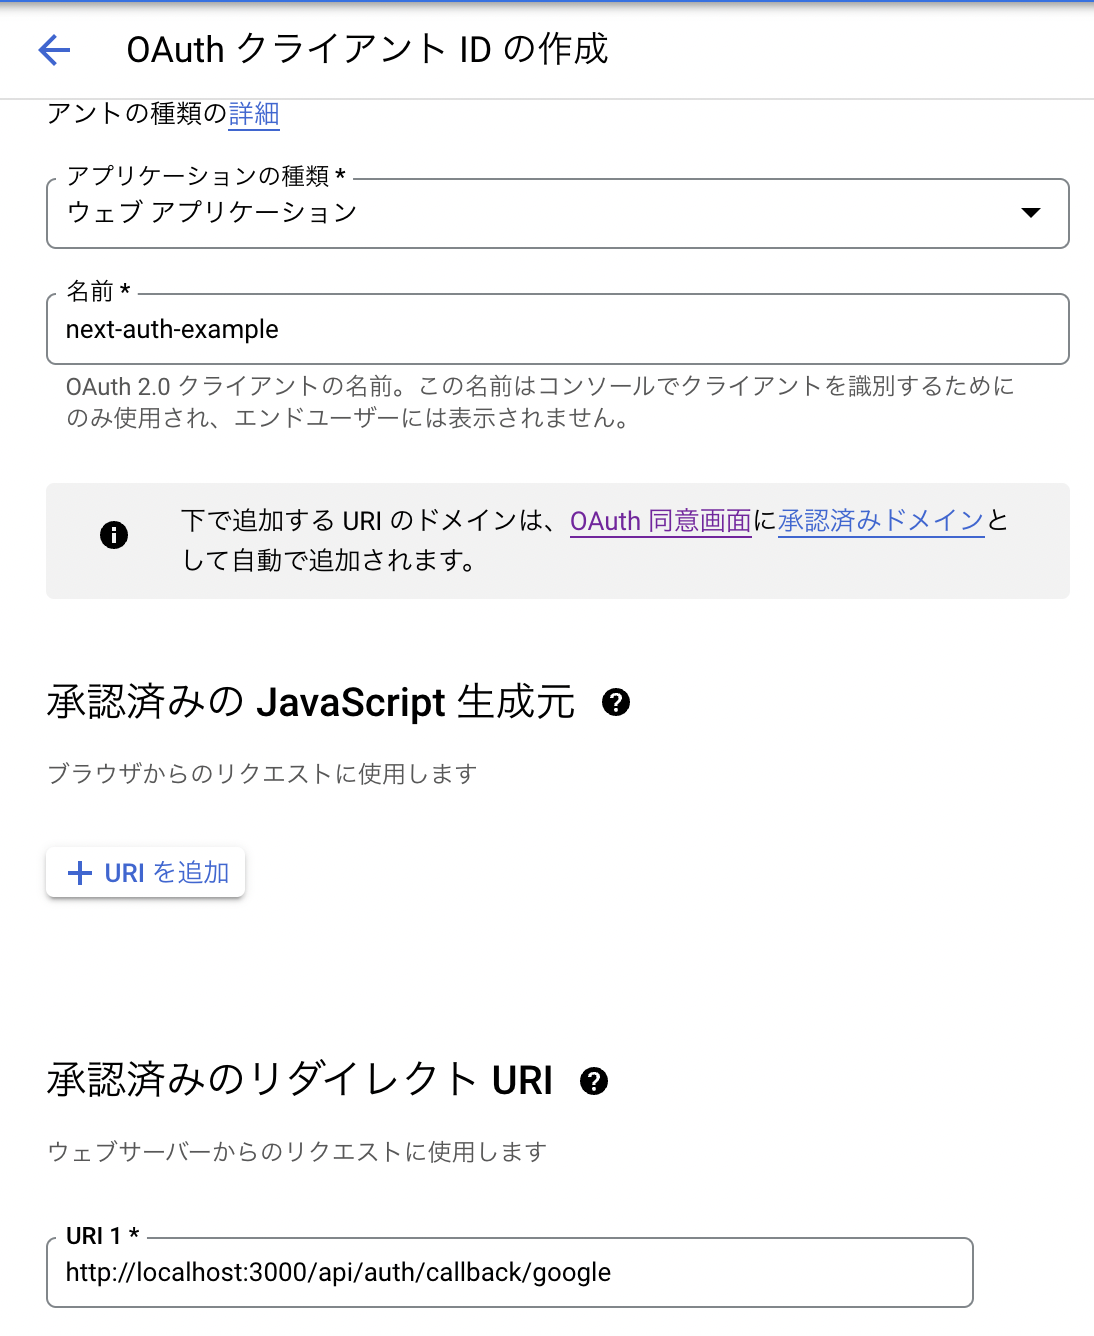 OAuth クライアント ID の作成
アントの種類の詳細
アプリケーションの種類 *
ウェブ アプリケーション
名前 *
next-auth-example
OAuth 2.0 クライアントの名前。この名前はコンソールでクライアントを識別するために
のみ使用され、エンドユーザーには表示されません。
下で追加する URI のドメインは、OAuth 同意画面に承認済みドメインと
して自動で追加されます。
承認済みの JavaScript 生成元
ブラウザからのリクエストに使用します
URI を追加
承認済みのリダイレクト URI
ウェブサーバーからのリクエストに使用します
URI 1 *
http://localhost:3000/api/auth/callback/google